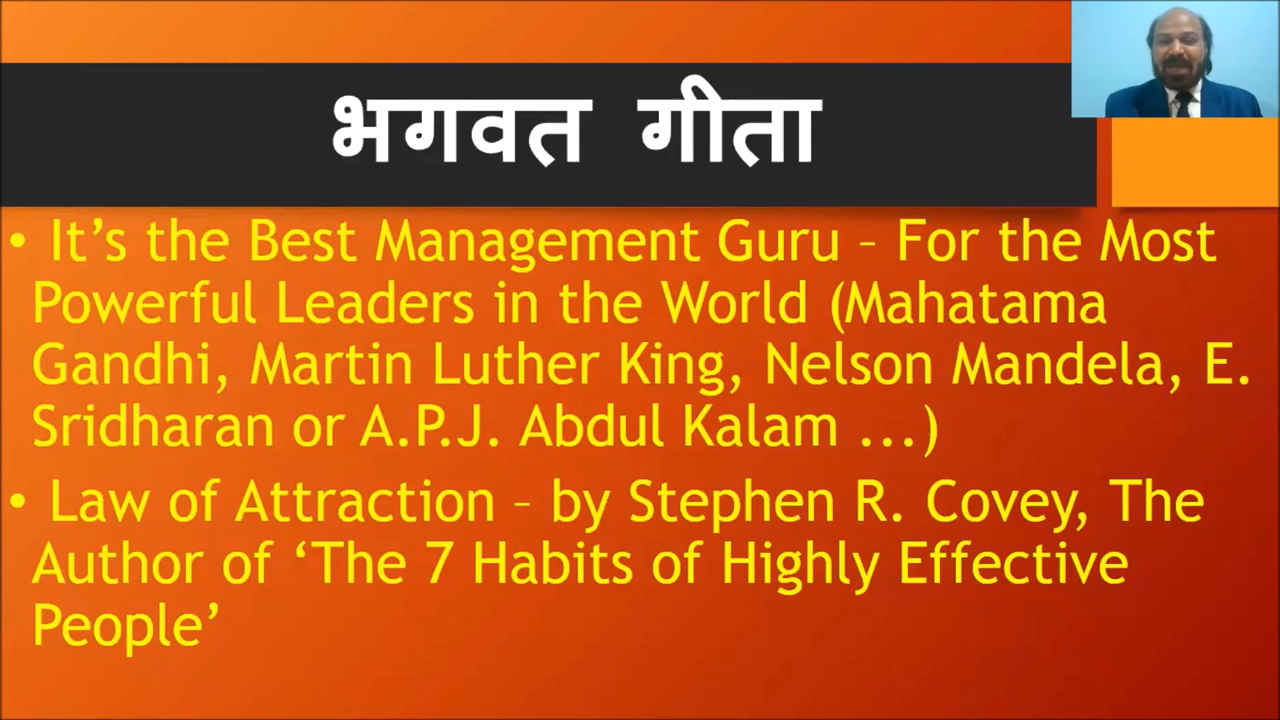 भगवत गीता
• It’s the Best Management Guru – For the Most
Powerful Leaders in the World (Mahatama
Gandhi, Martin Luther King, Nelson Mandela, E.
Sridharan or A.P.J. Abdul Kalam ...)
• Law of Attraction – by Stephen R. Covey, The
Author of ‘The 7 Habits of Highly Effective
People’